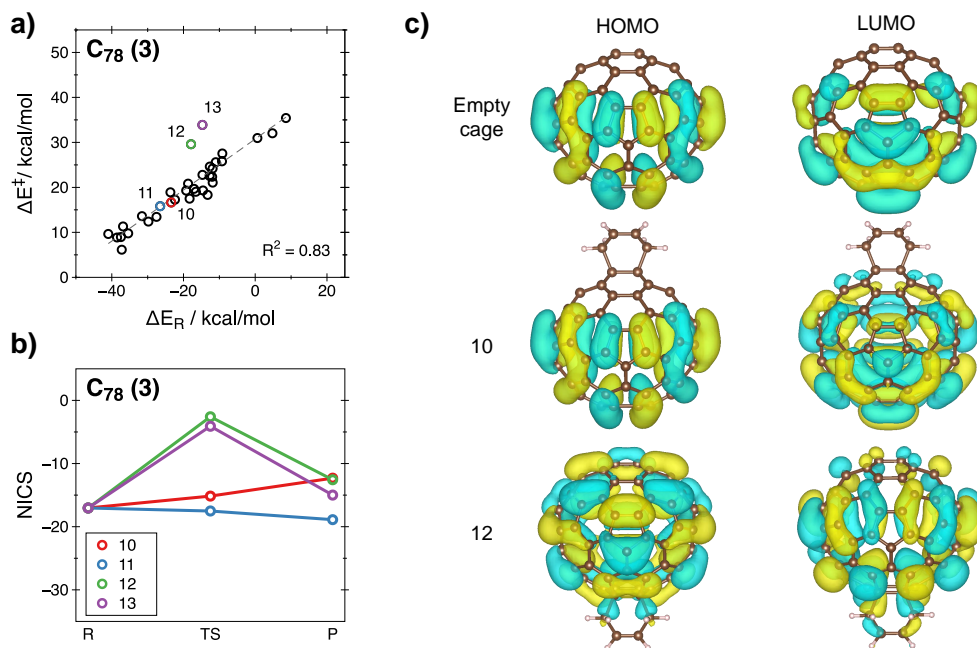 a)
C78 (3)
ΔE‡/ kcal/mol
50
40
30
20
10
0
13
12
11
10
R² = 0.83
−40
−20
0
20
ΔER / kcal/mol
b)
C78 (3)
NICS
0
−10
−20
−30
10
11
12
13
R
TS
P
c)
HOMO
LUMO
Empty
cage
10
12